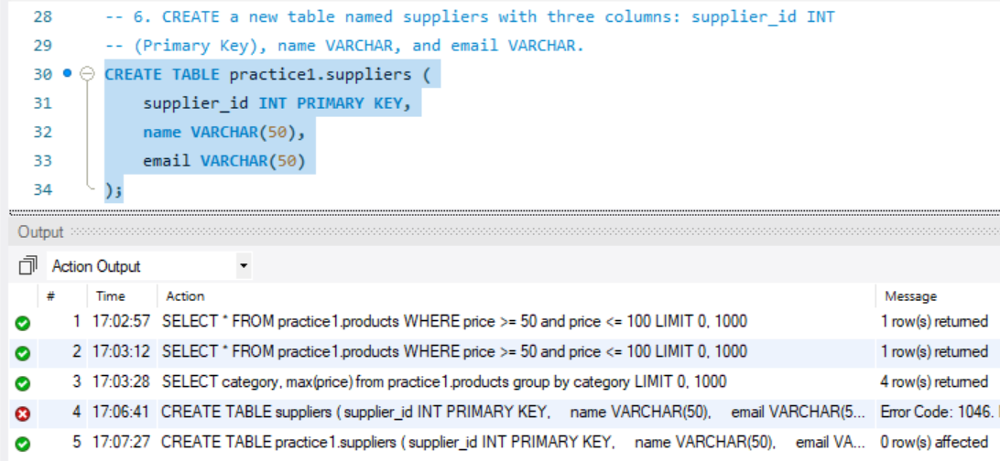 28 -- 6. CREATE a new table named suppliers with three columns: supplier_id INT
29 -- (Primary Key), name VARCHAR, and email VARCHAR.
30 CREATE TABLE practice1.suppliers (
31 supplier_id INT PRIMARY KEY,
32 name VARCHAR(50),
33 email VARCHAR(50)
34 );
Output
Action Output
# Time Action Message
1 17:02:57 SELECT * FROM practice1.products WHERE price >= 50 and price <= 100 LIMIT 0, 1000 1 row(s) returned
2 17:03:12 SELECT * FROM practice1.products WHERE price >= 50 and price <= 100 LIMIT 0, 1000 1 row(s) returned
3 17:03:28 SELECT category, max(price) from practice1.products group by category LIMIT 0, 1000 4 row(s) returned
4 17:06:41 CREATE TABLE suppliers ( supplier_id INT PRIMARY KEY, name VARCHAR(50), email VARCHAR(5... Error Code: 1046.
5 17:07:27 CREATE TABLE practice1.suppliers ( supplier_id INT PRIMARY KEY, name VARCHAR(50), email VA... 0 row(s) affected